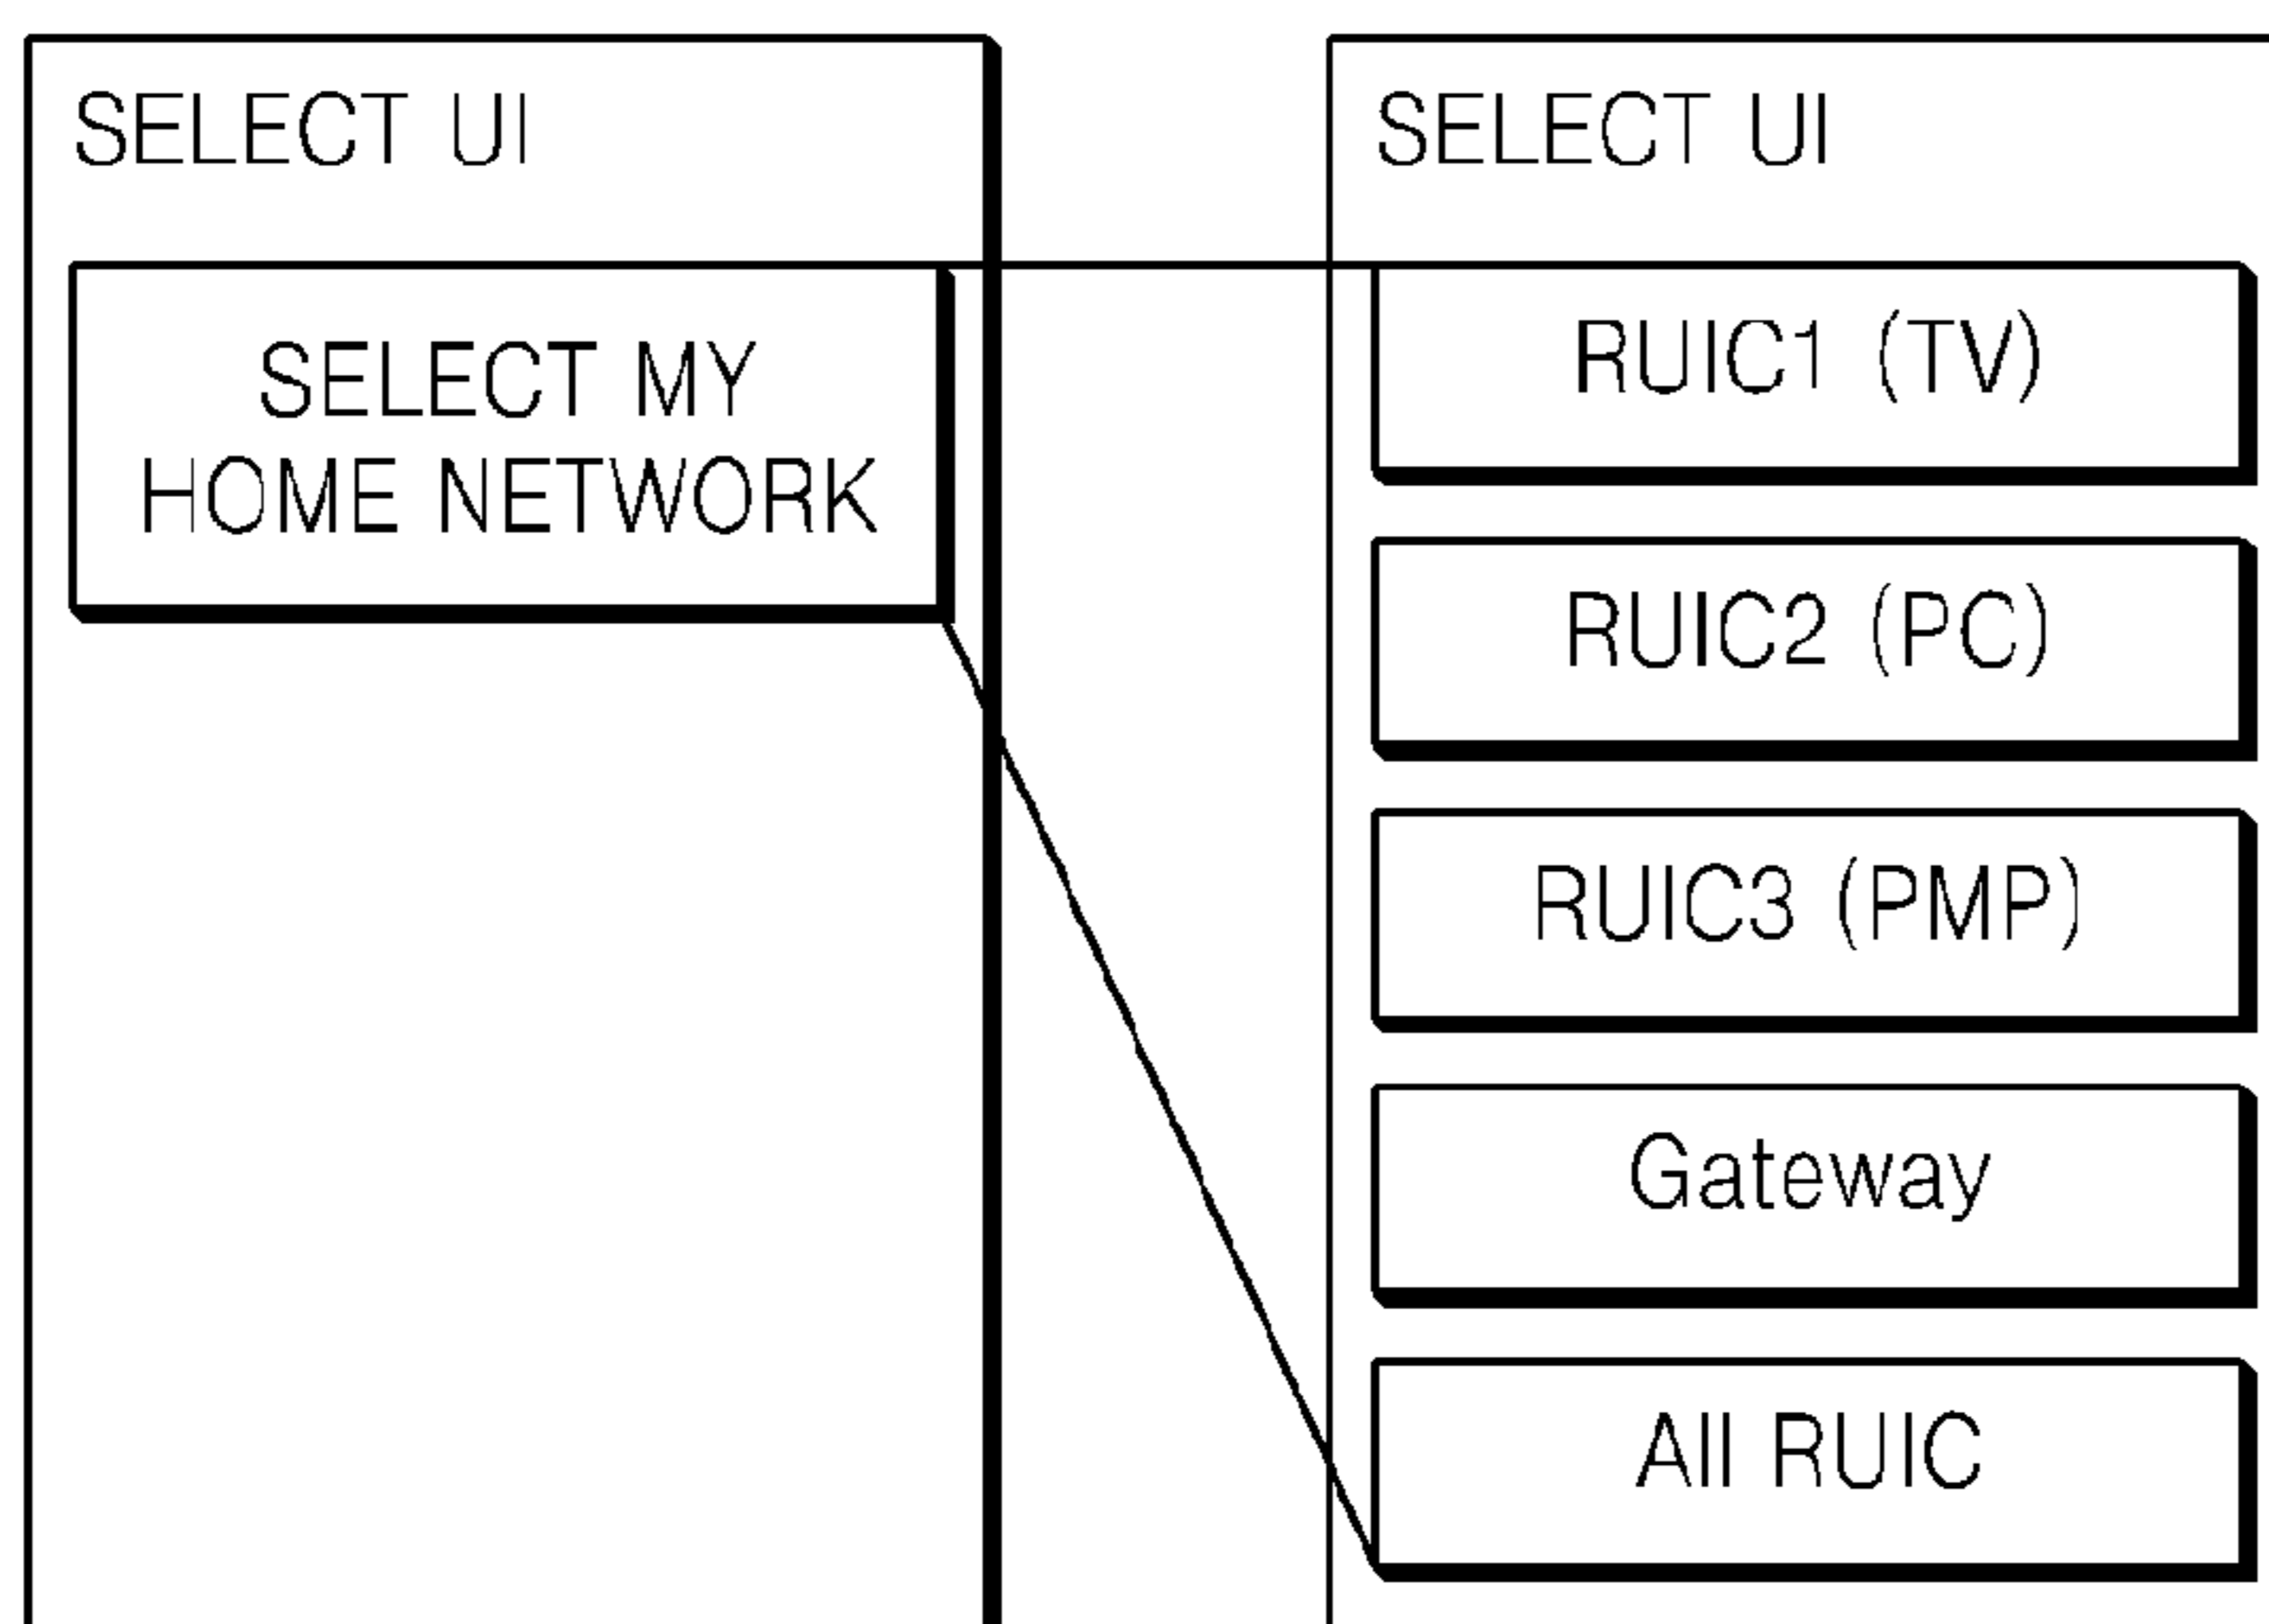 SELECT UI
SELECT MY
HOME NETWORK
SELECT UI
RUIC1 (TV)
RUIC2 (PC)
RUIC3 (PMP)
Gateway
All RUIC